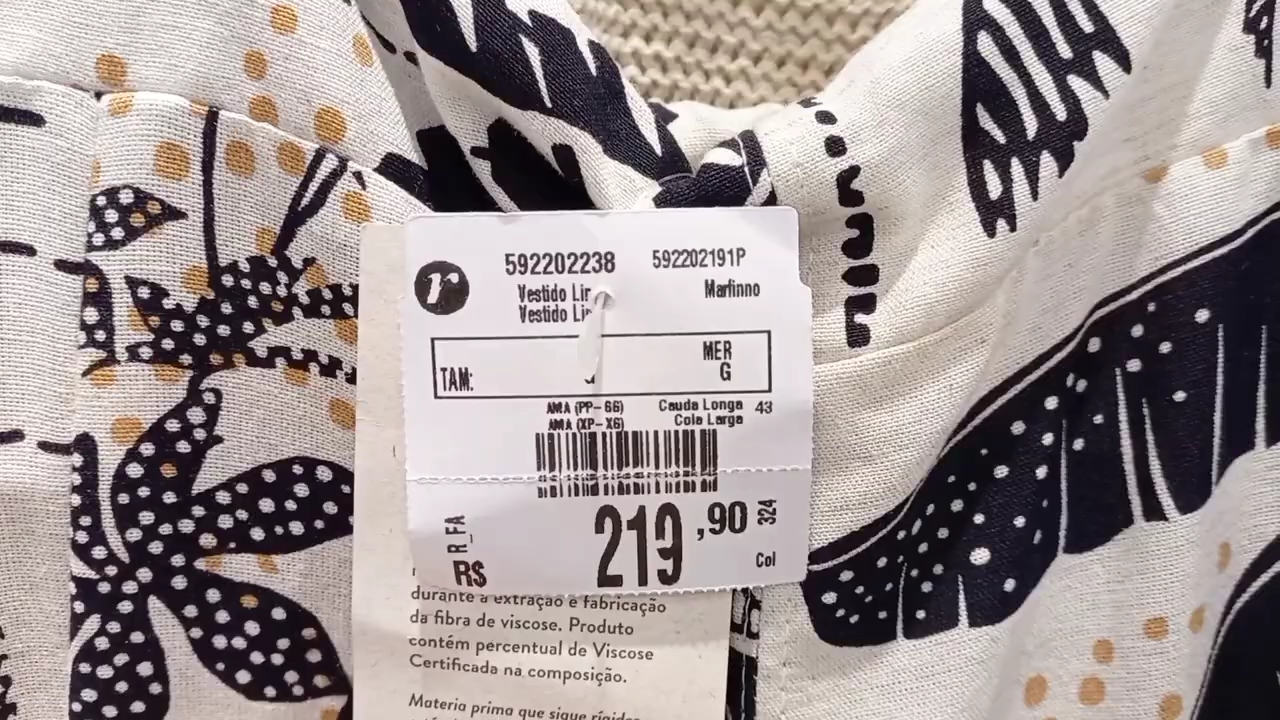 r
592202238 592202191P
Vestido Marfinno
Vestido
MER
TAM: G
AMA (PP-GG) Cauda Longa 43
AMA (XP-XG) Cola Larga
R_FA
R$ 219,90
324
Col
durante a extração e fabricação
da fibra de viscose. Produto
contém percentual de Viscose
Certificada na composição.
Materia prima que sigue